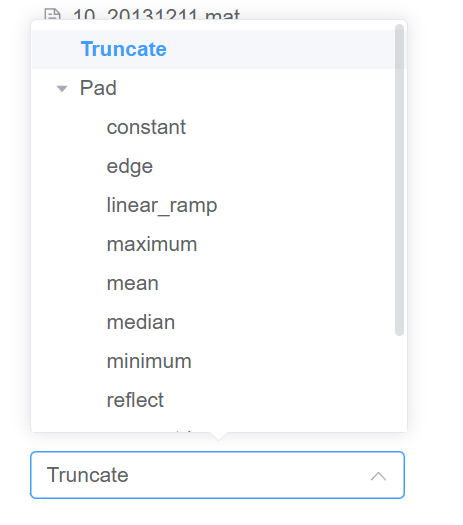 10_20131211.mat
Truncate
Pad
constant
edge
linear_ramp
maximum
mean
median
minimum
reflect
Truncate